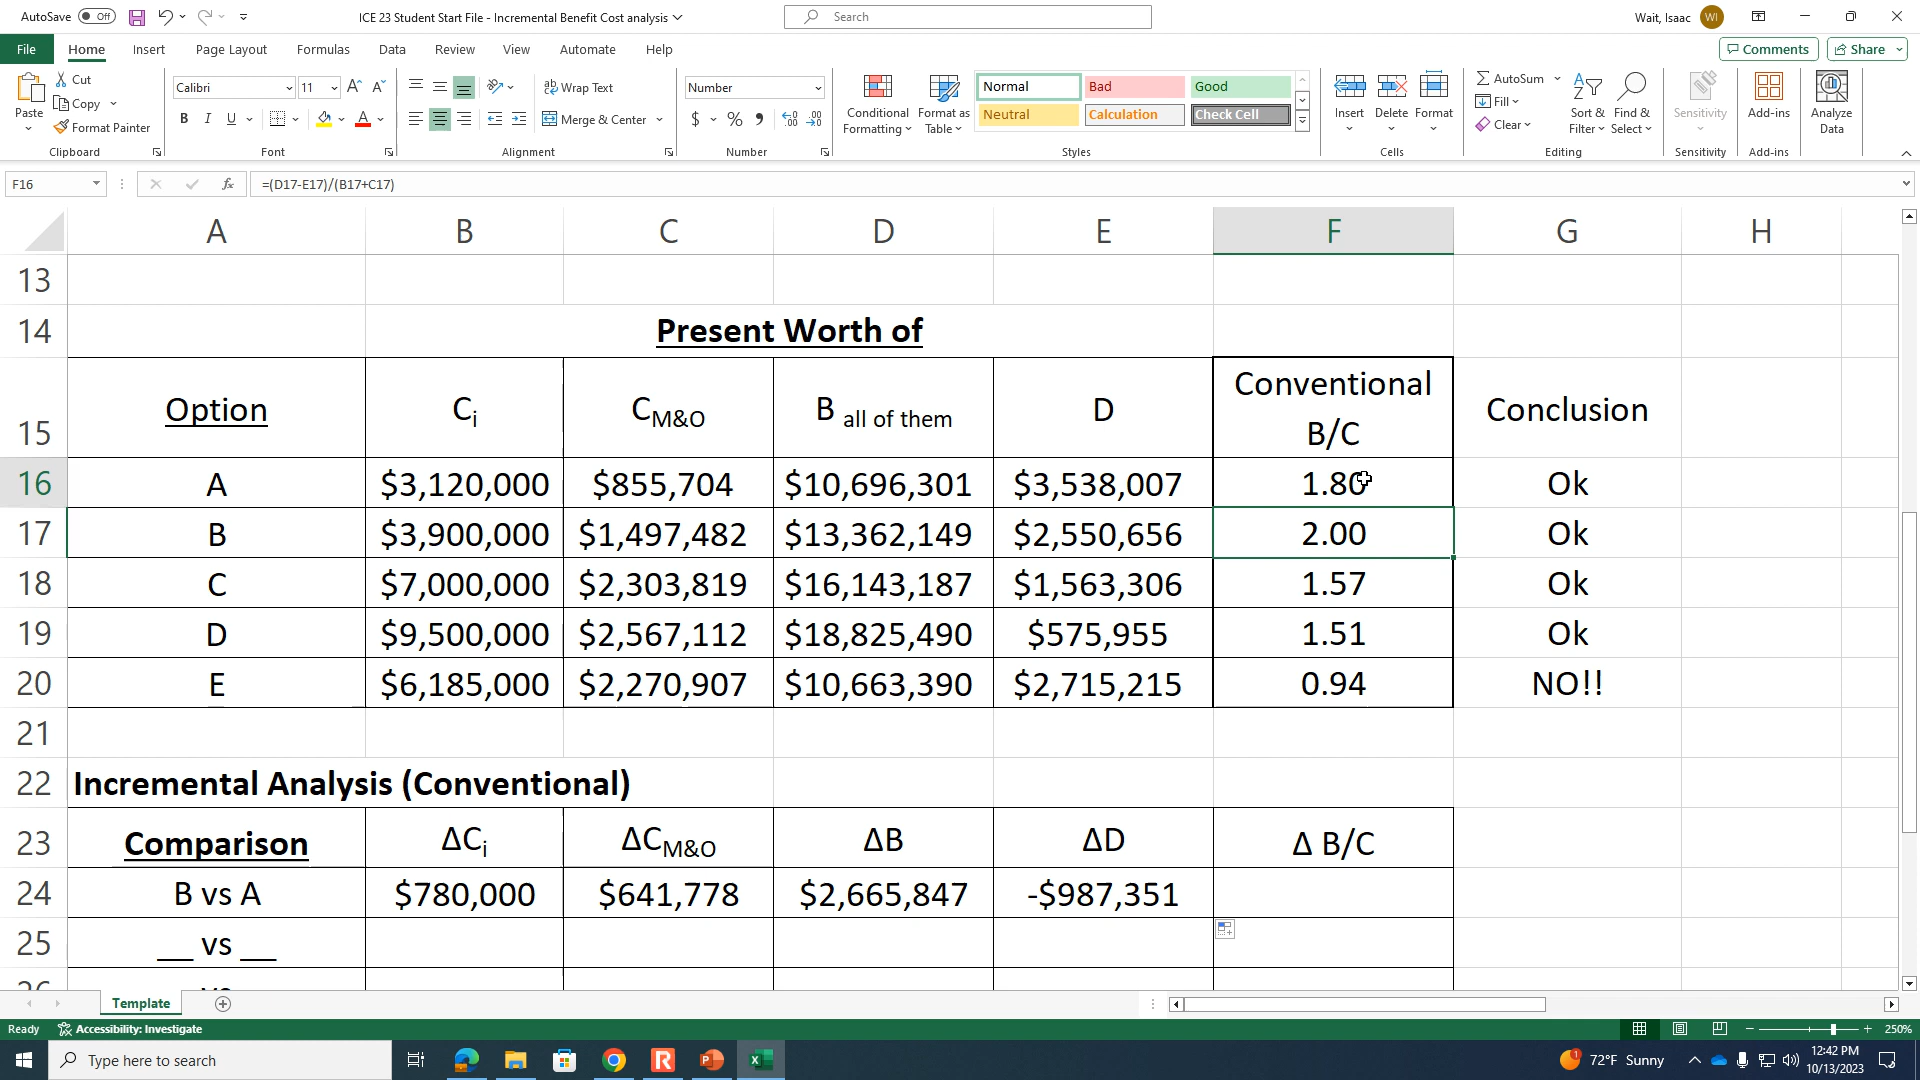 AutoSave Off
ICE 23 Student Start File - Incremental Benefit Cost analysis
Search
Wait, Isaac WI
File Home Insert Page Layout Formulas Data Review View Automate Help
Comments Share
Paste
Cut
Copy
Format Painter
Clipboard
Calibri 11
B I U
Font
Wrap Text
Merge & Center
Alignment
Number
$ % ,
Number
Conditional Formatting
Format as Table
Normal Bad Good
Neutral Calculation Check Cell
Styles
Insert Delete Format
Cells
AutoSum
Fill
Clear
Sort & Filter
Find & Select
Editing
Sensitivity
Sensitivity
Add-ins
Add-ins
Analyze Data
F16
fx =(D17-E17)/(B17+C17)
A B C D E F G H
13
14 Present Worth of
15 Option Ci CM&O B all of them D Conventional B/C Conclusion
16 A $3,120,000 $855,704 $10,696,301 $3,538,007 1.80 Ok
17 B $3,900,000 $1,497,482 $13,362,149 $2,550,656 2.00 Ok
18 C $7,000,000 $2,303,819 $16,143,187 $1,563,306 1.57 Ok
19 D $9,500,000 $2,567,112 $18,825,490 $575,955 1.51 Ok
20 E $6,185,000 $2,270,907 $10,663,390 $2,715,215 0.94 NO!!
21
22 Incremental Analysis (Conventional)
23 Comparison ΔCi ΔCM&O ΔB ΔD Δ B/C
24 B vs A $780,000 $641,778 $2,665,847 -$987,351
25 __ vs __
Template
Ready Accessibility: Investigate
250%
Type here to search
72°F Sunny
12:42 PM
10/13/2023